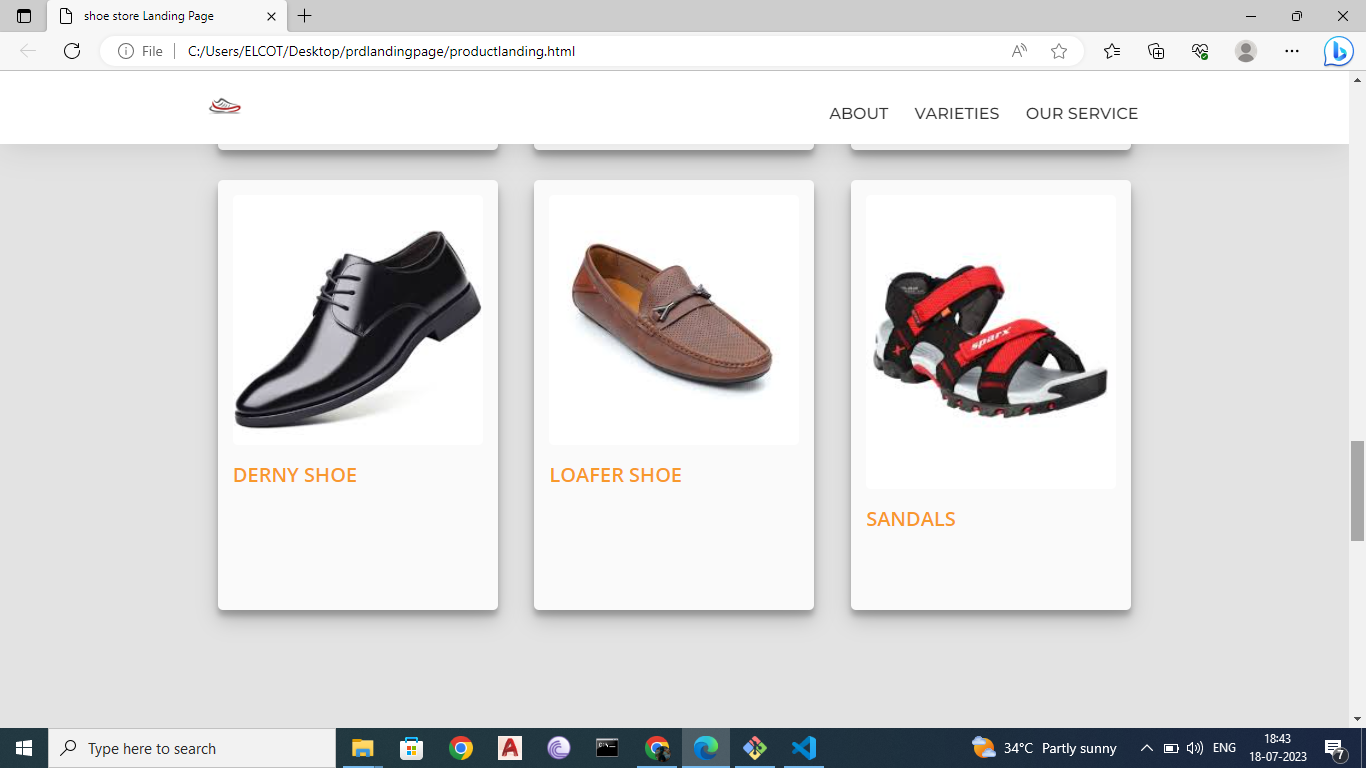 shoe store Landing Page
File
C:/Users/ELCOT/Desktop/prdlandingpage/productlanding.html
ABOUT VARIETIES OUR SERVICE
sparx
DERNY SHOE
LOAFER SHOE
SANDALS
Type here to search
34°C Partly sunny
ENG
18:43
18-07-2023
7